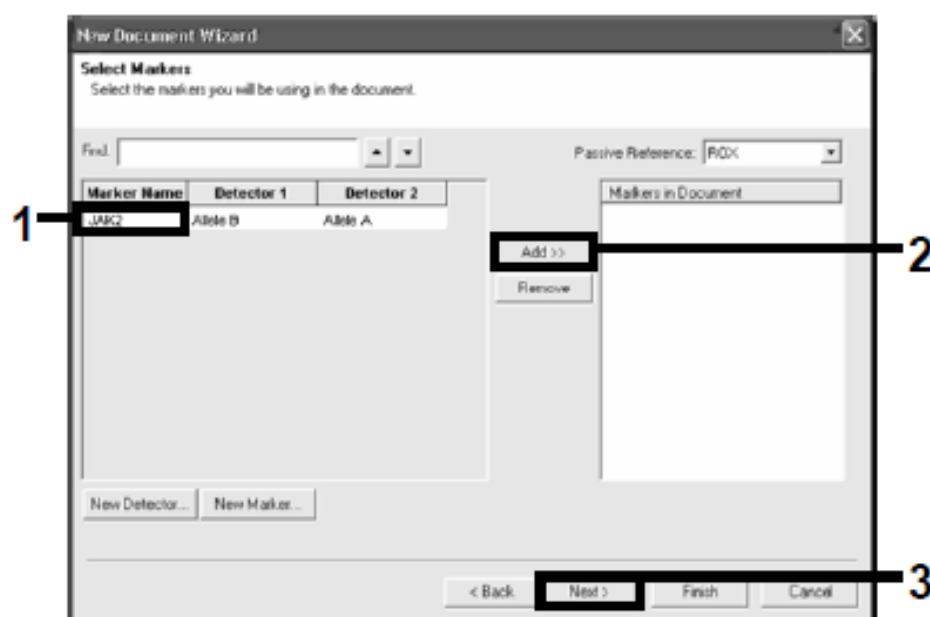 New Document Wizard
Select Markers
Select the markers you will be using in the document.
Find:
Passive Reference: ROX
Marker Name Detector 1 Detector 2
Markers in Document
1
JAK2 Allele B Allele A
2
Add >>
Remove
New Detector... New Marker...
< Back Next > Finish Cancel
3